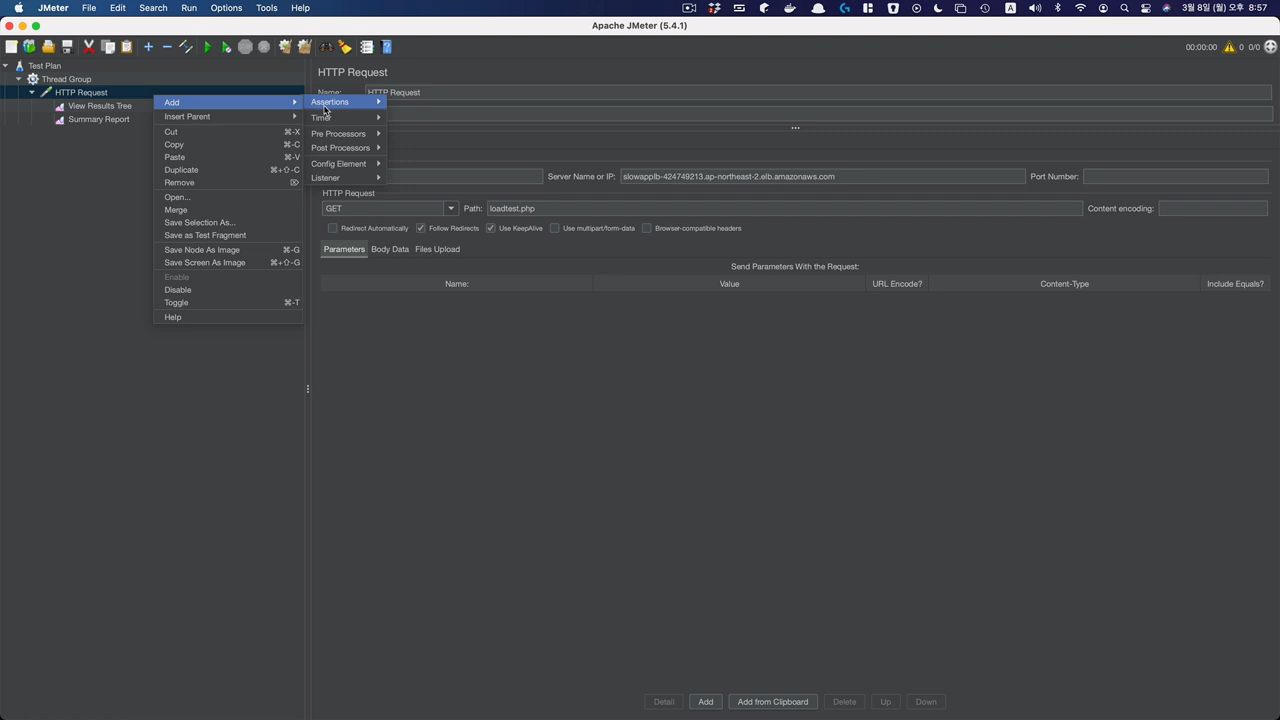 JMeter File Edit Search Run Options Tools Help A 3월 8일 (월) 오후 8:57
Apache JMeter (5.4.1)
00:00:00 0 0/0
Test Plan
Thread Group
HTTP Request
View Results Tree
Summary Report
Add
Insert Parent
Cut ⌘-X
Copy ⌘-C
Paste ⌘-V
Duplicate ⌘+⇧-C
Remove ⌦
Open...
Merge
Save Selection As...
Save as Test Fragment
Save Node As Image ⌘-G
Save Screen As Image ⌘+⇧-G
Enable
Disable
Toggle ⌘-T
Help
Assertions
Timer
Pre Processors
Post Processors
Config Element
Listener
HTTP Request
Name: HTTP Request
Server Name or IP: slowapplb-424749213.ap-northeast-2.elb.amazonaws.com Port Number:
HTTP Request
GET Path: loadtest.php Content encoding:
Redirect Automatically Follow Redirects Use KeepAlive Use multipart/form-data Browser-compatible headers
Parameters Body Data Files Upload
Send Parameters With the Request:
Name: Value URL Encode? Content-Type Include Equals?
Detail Add Add from Clipboard Delete Up Down